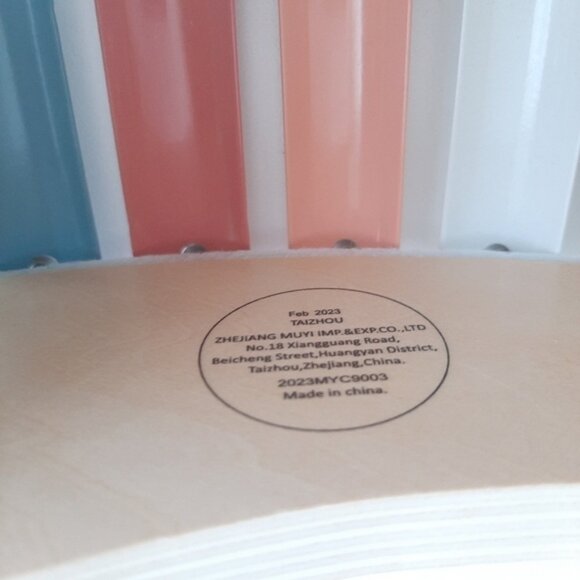 Feb 2023
TAIZHOU
ZHEJIANG MUYI IMP.&EXP.CO.,LTD
No.18 Xiangguang Road,
Beicheng Street,Huangyan District,
Taizhou,Zhejiang,China.
2023MYC9003
Made in china.